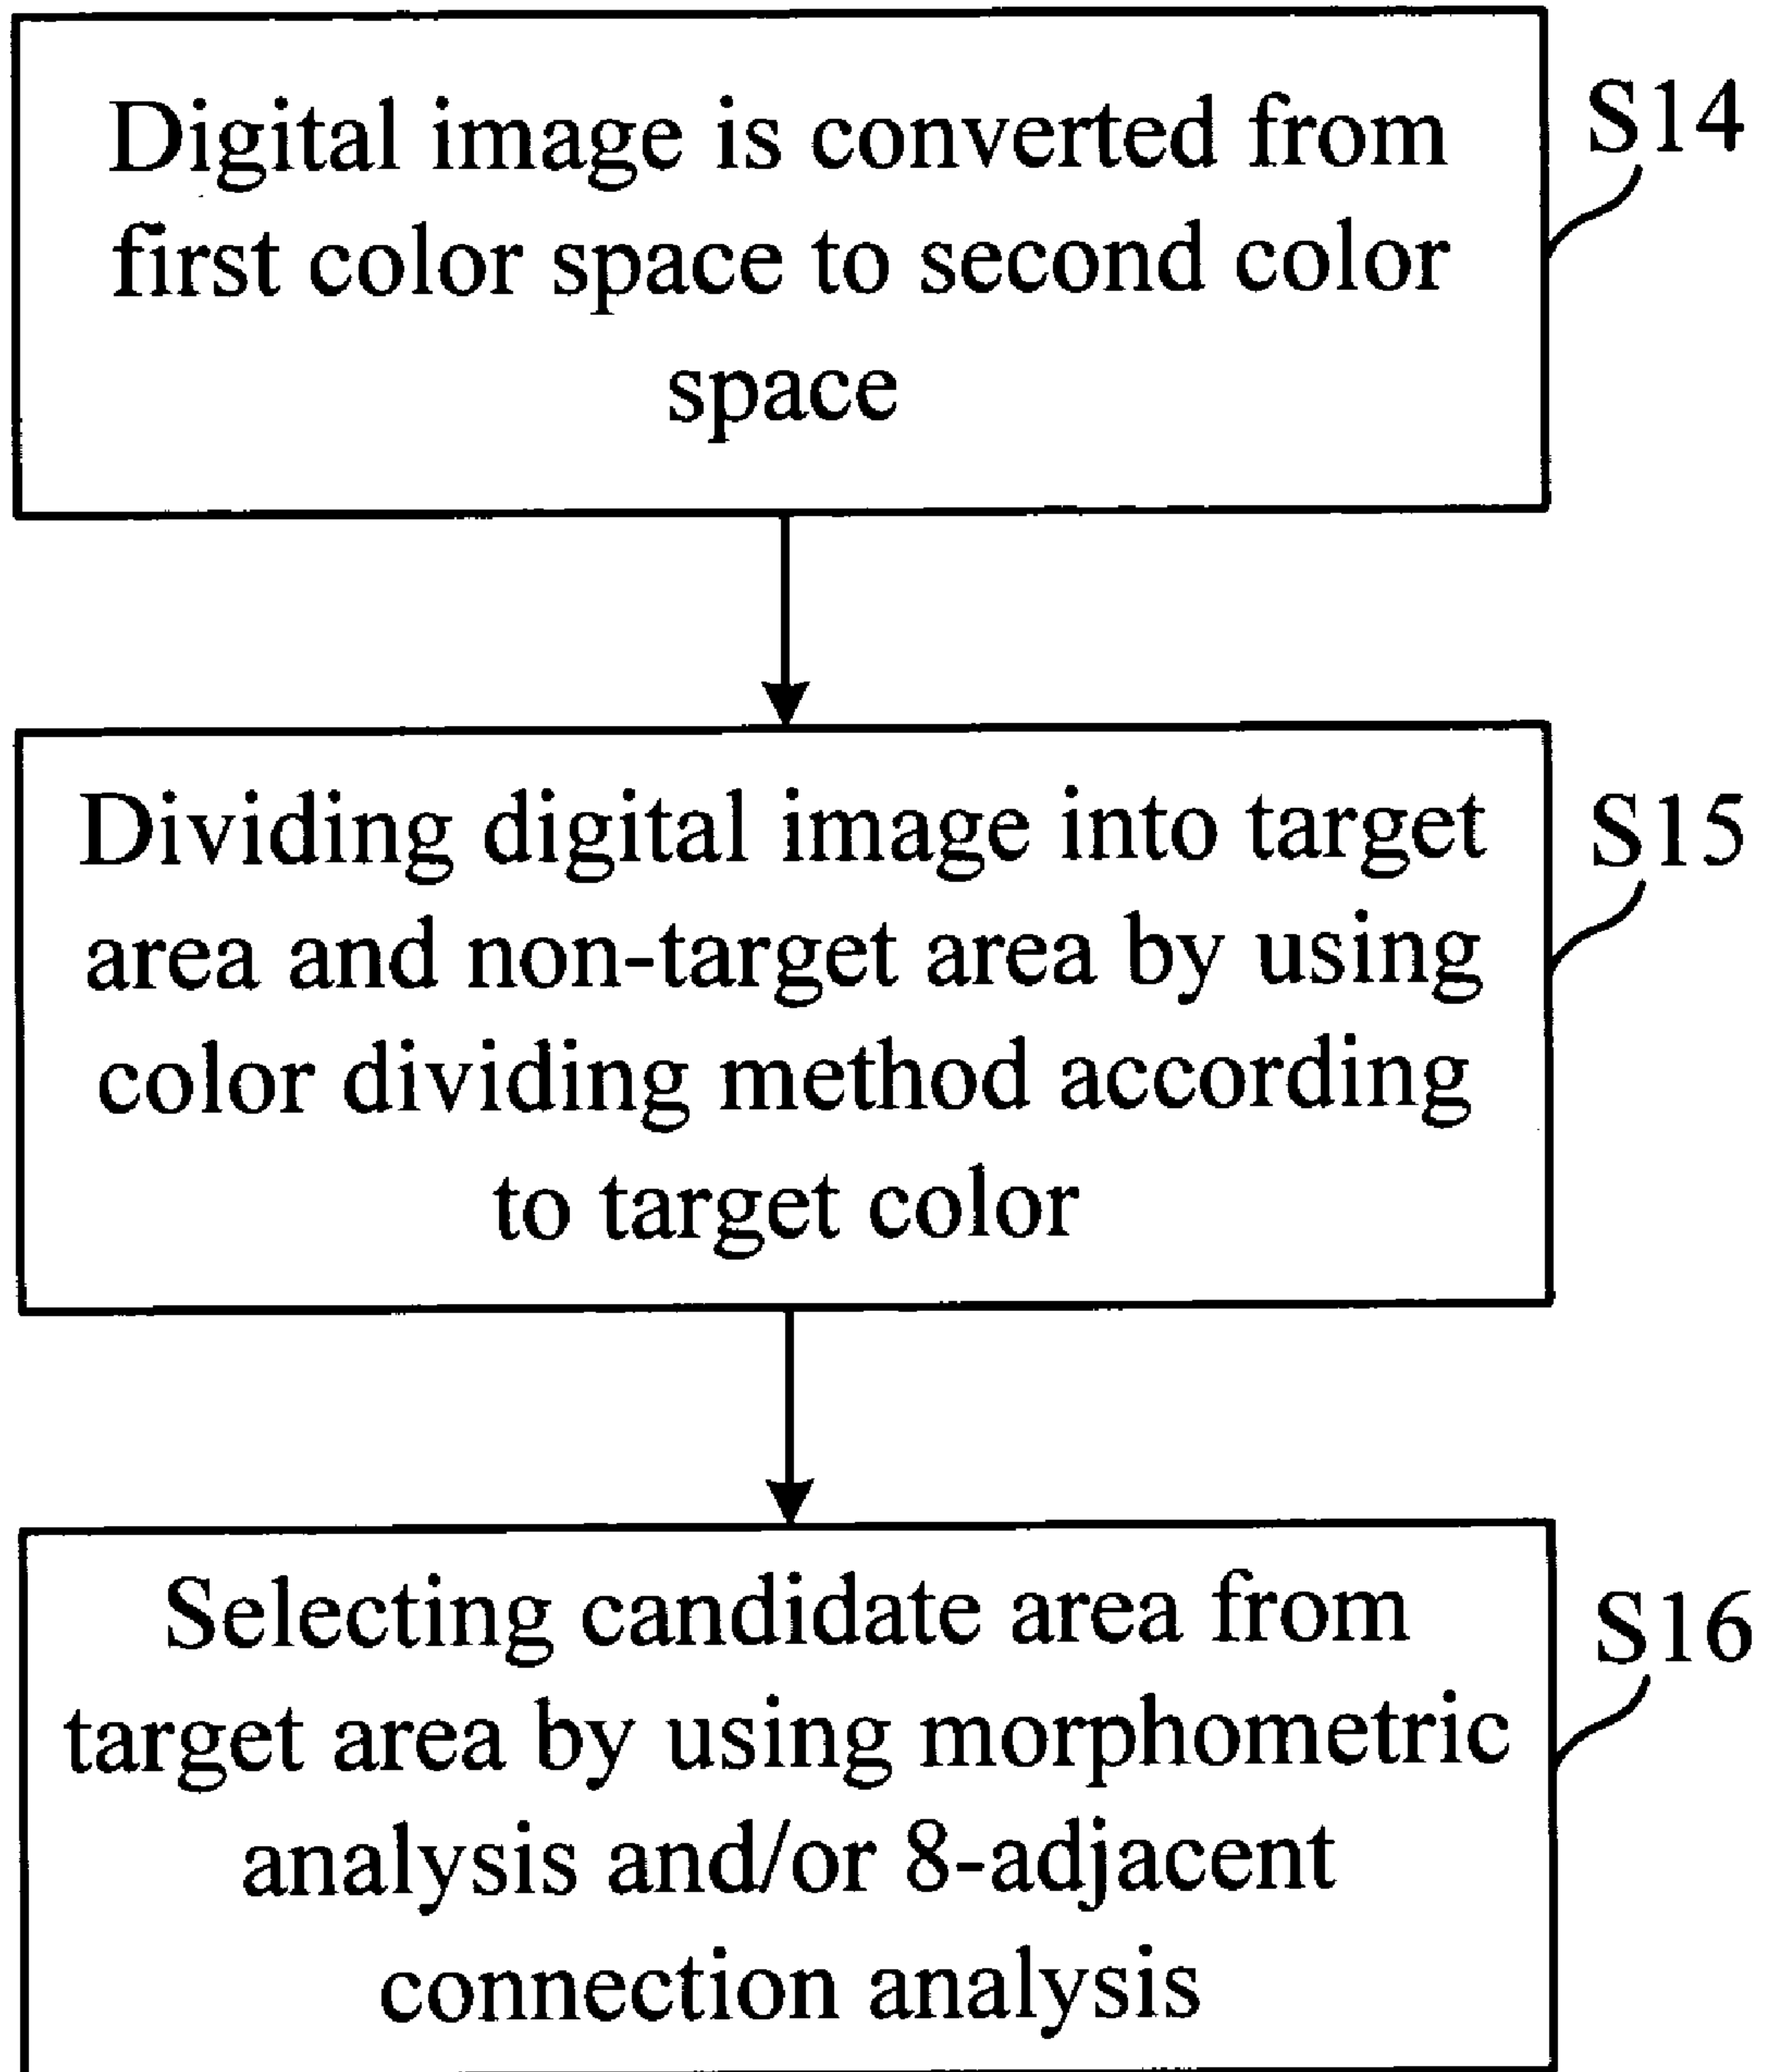 Digital image is converted from
first color space to second color
space
S14
Dividing digital image into target
area and non-target area by using
color dividing method according
to target color
S15
Selecting candidate area from
target area by using morphometric
analysis and/or 8-adjacent
connection analysis
S16